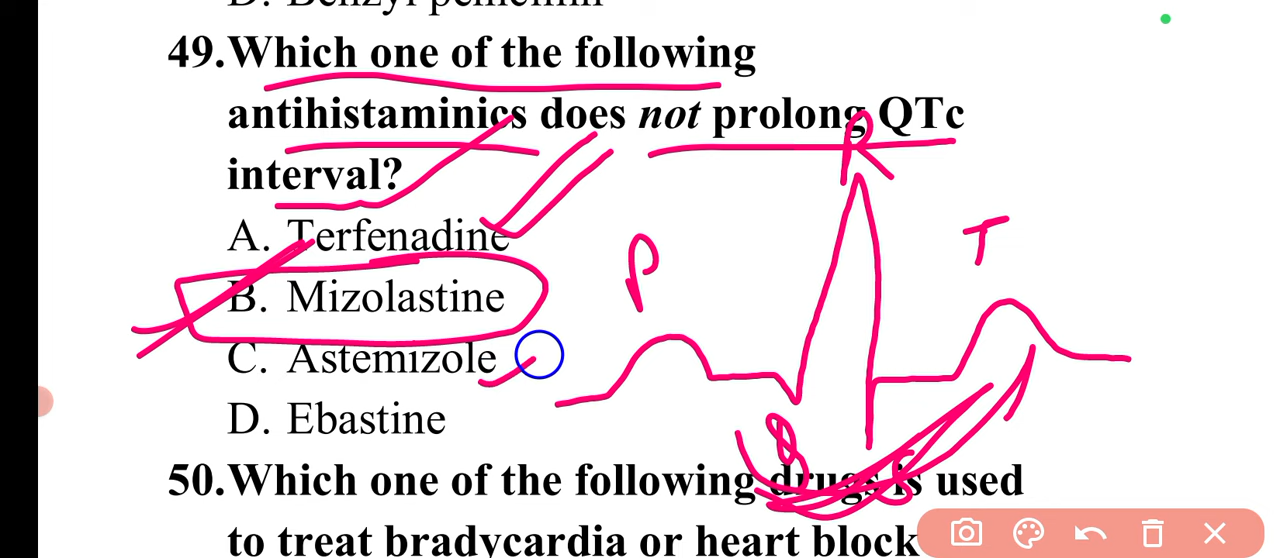 49. Which one of the following
antihistaminics does not prolong QTc
interval?
A. Terfenadine
B. Mizolastine
C. Astemizole
D. Ebastine
P
R
T
Q
S
50. Which one of the following drugs is used
to treat bradycardia or heart block